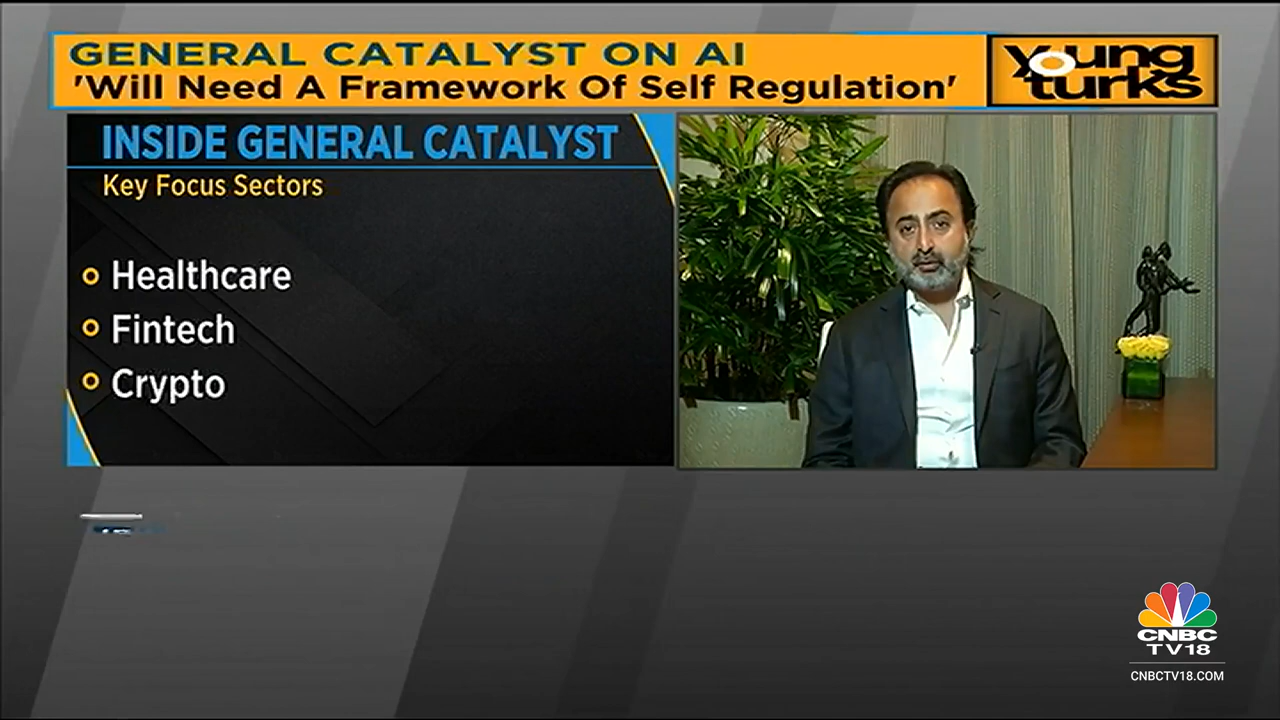 GENERAL CATALYST ON AI
'Will Need A Framework Of Self Regulation'
young
turks
INSIDE GENERAL CATALYST
Key Focus Sectors
Healthcare
Fintech
Crypto
CNBC
TV18
CNBCTV18.COM